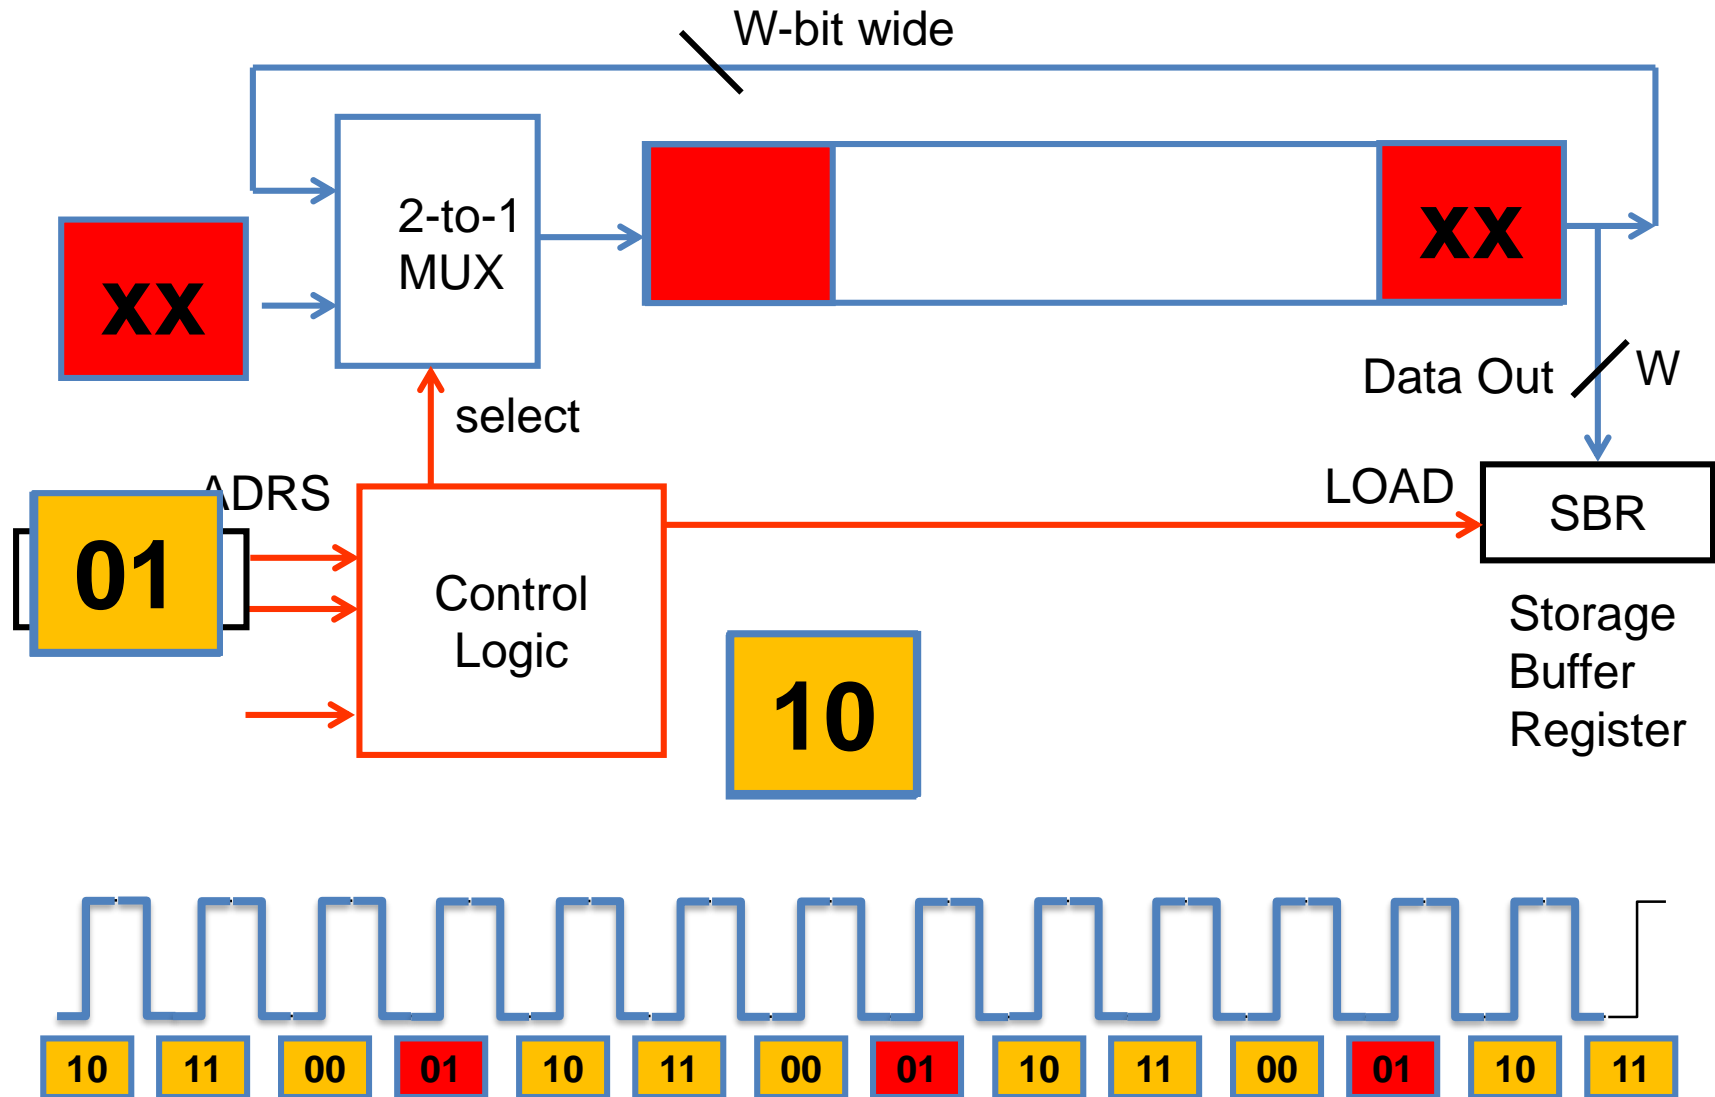 W-bit wide
2-to-1
MUX
xx
xx
Data Out
W
select
ADRS
LOAD
SBR
01
Control
Logic
10
Storage
Buffer
Register
10 11 00 01 10 11 00 01 10 11 00 01 10 11